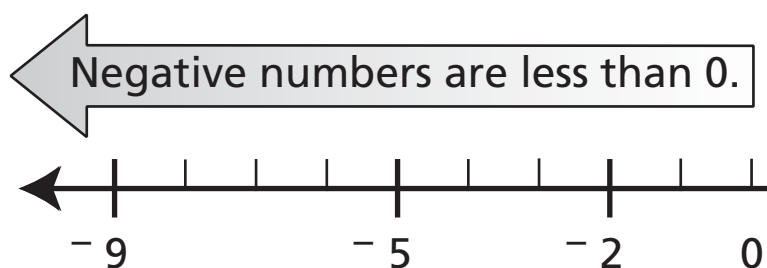 Negative numbers are less than 0.
⁻ 9 ⁻ 5 ⁻ 2 0